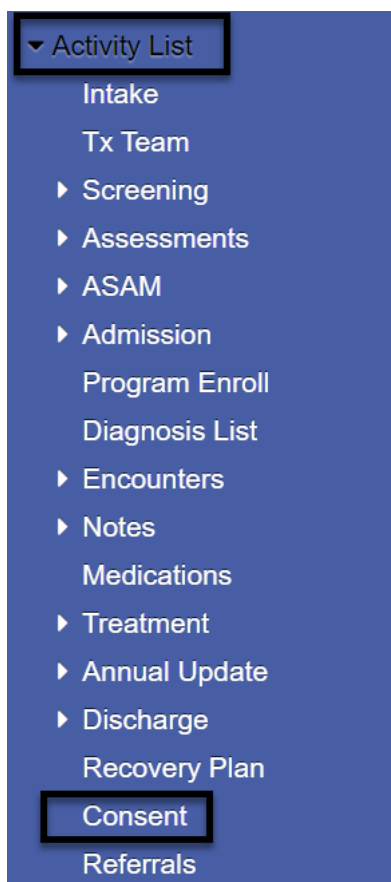 Activity List
Intake
Tx Team
Screening
Assessments
ASAM
Admission
Program Enroll
Diagnosis List
Encounters
Notes
Medications
Treatment
Annual Update
Discharge
Recovery Plan
Consent
Referrals